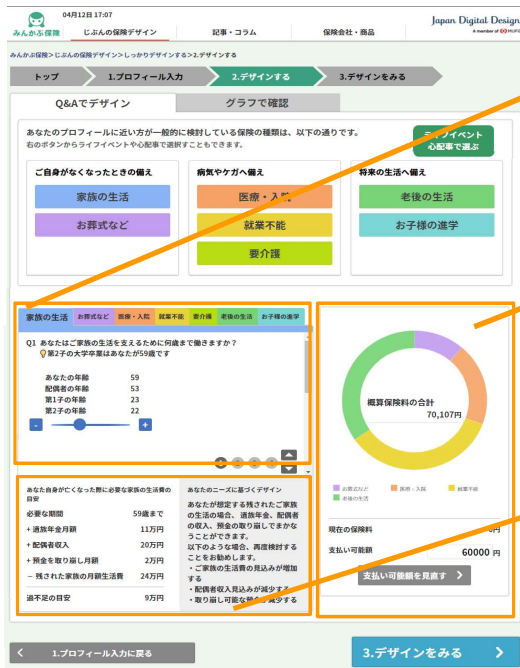 04月12日 17:07
みんかぶ保険
じぶんの保険デザイン
記事・コラム
保険会社・商品
Japan Digital Design
A member of MUFG
みんかぶ保険>じぶんの保険デザイン>しっかりデザインする>2.デザインする
トップ
1.プロフィール入力
2.デザインする
3.デザインをみる
Q&Aでデザイン
グラフで確認
あなたのプロフィールに近い方が一般的に検討している保険の種類は、以下の通りです。
右のボタンからライフイベントや心配事で選択すこともできます。
ライフイベント
心配事で選ぶ
ご自身がなくなったときの備え
家族の生活
お葬式など
病気やケガへ備え
医療・入院
就業不能
要介護
将来の生活へ備え
老後の生活
お子様の進学
家族の生活 お葬式など 医療・入院 就業不能 要介護 老後の生活 お子様の進学
Q1 あなたはご家族の生活を支えるために何歳まで働きますか？
第2子の大学卒業はあなたが59歳です
あなたの年齢 59
配偶者の年齢 53
第1子の年齢 23
第2子の年齢 22
- +
概算保険料の合計
70,107円
お葬式など 医療・入院 就業不能
老後の生活
現在の保険料 円
支払い可能額 60000 円
支払い可能額を見直す
あなた自身が亡くなった際に必要な家族の生活費の
目安
必要な期間 59歳まで
+ 遺族年金月額 11万円
+ 配偶者収入 20万円
+ 預金を取り崩し月額 2万円
− 残された家族の月額生活費 24万円
過不足の目安 9万円
あなたのニーズに基づくデザイン
あなたが想定する残されたご家族
の生活の場合、遺族年金、配偶者
の収入、預金の取り崩しでまかな
うことができます。
以下のような場合、再度検討する
ことをお勧めします。
・ご家族の生活費の見込みが増加
する
・配偶者収入見込みが減少する
・取り崩し可能な預金が減少する
1.プロフィール入力に戻る
3.デザインをみる